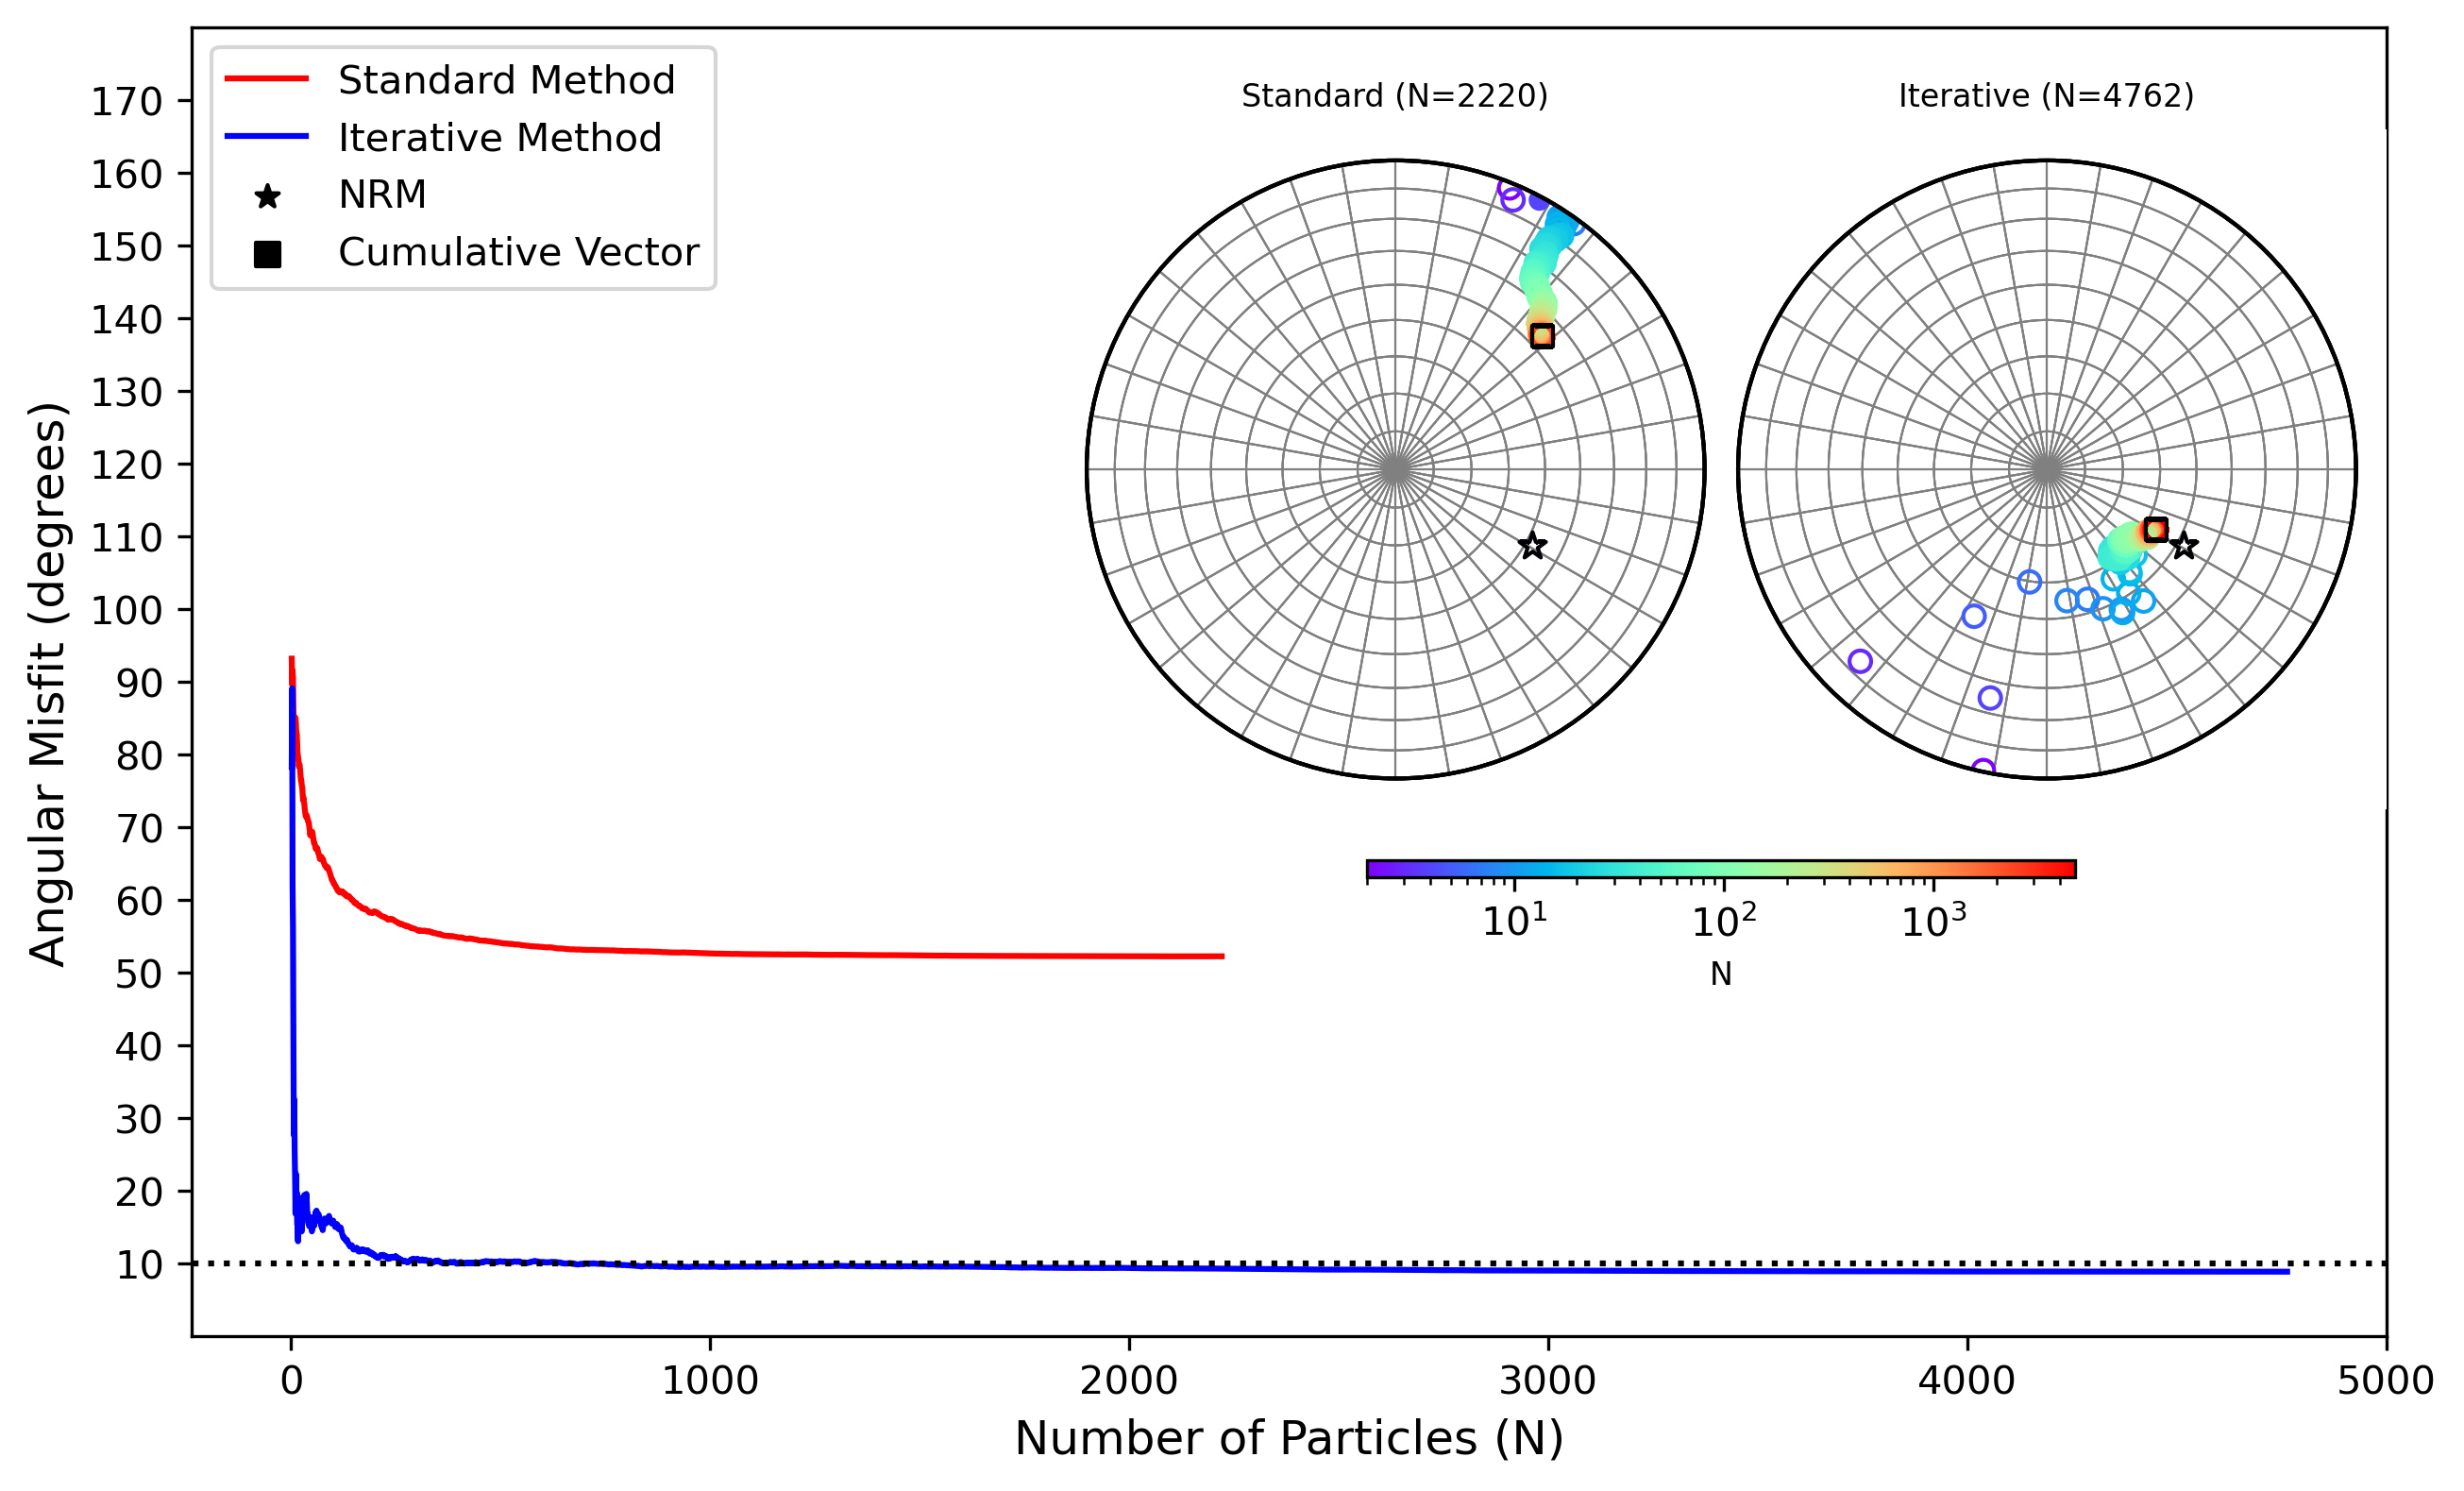 Standard Method
Iterative Method
NRM
Cumulative Vector
Standard (N=2220)
Iterative (N=4762)
170
160
150
140
130
120
110
100
90
80
70
60
50
40
30
20
10
Angular Misfit (degrees)
10¹ 10² 10³
N
0 1000 2000 3000 4000 5000
Number of Particles (N)